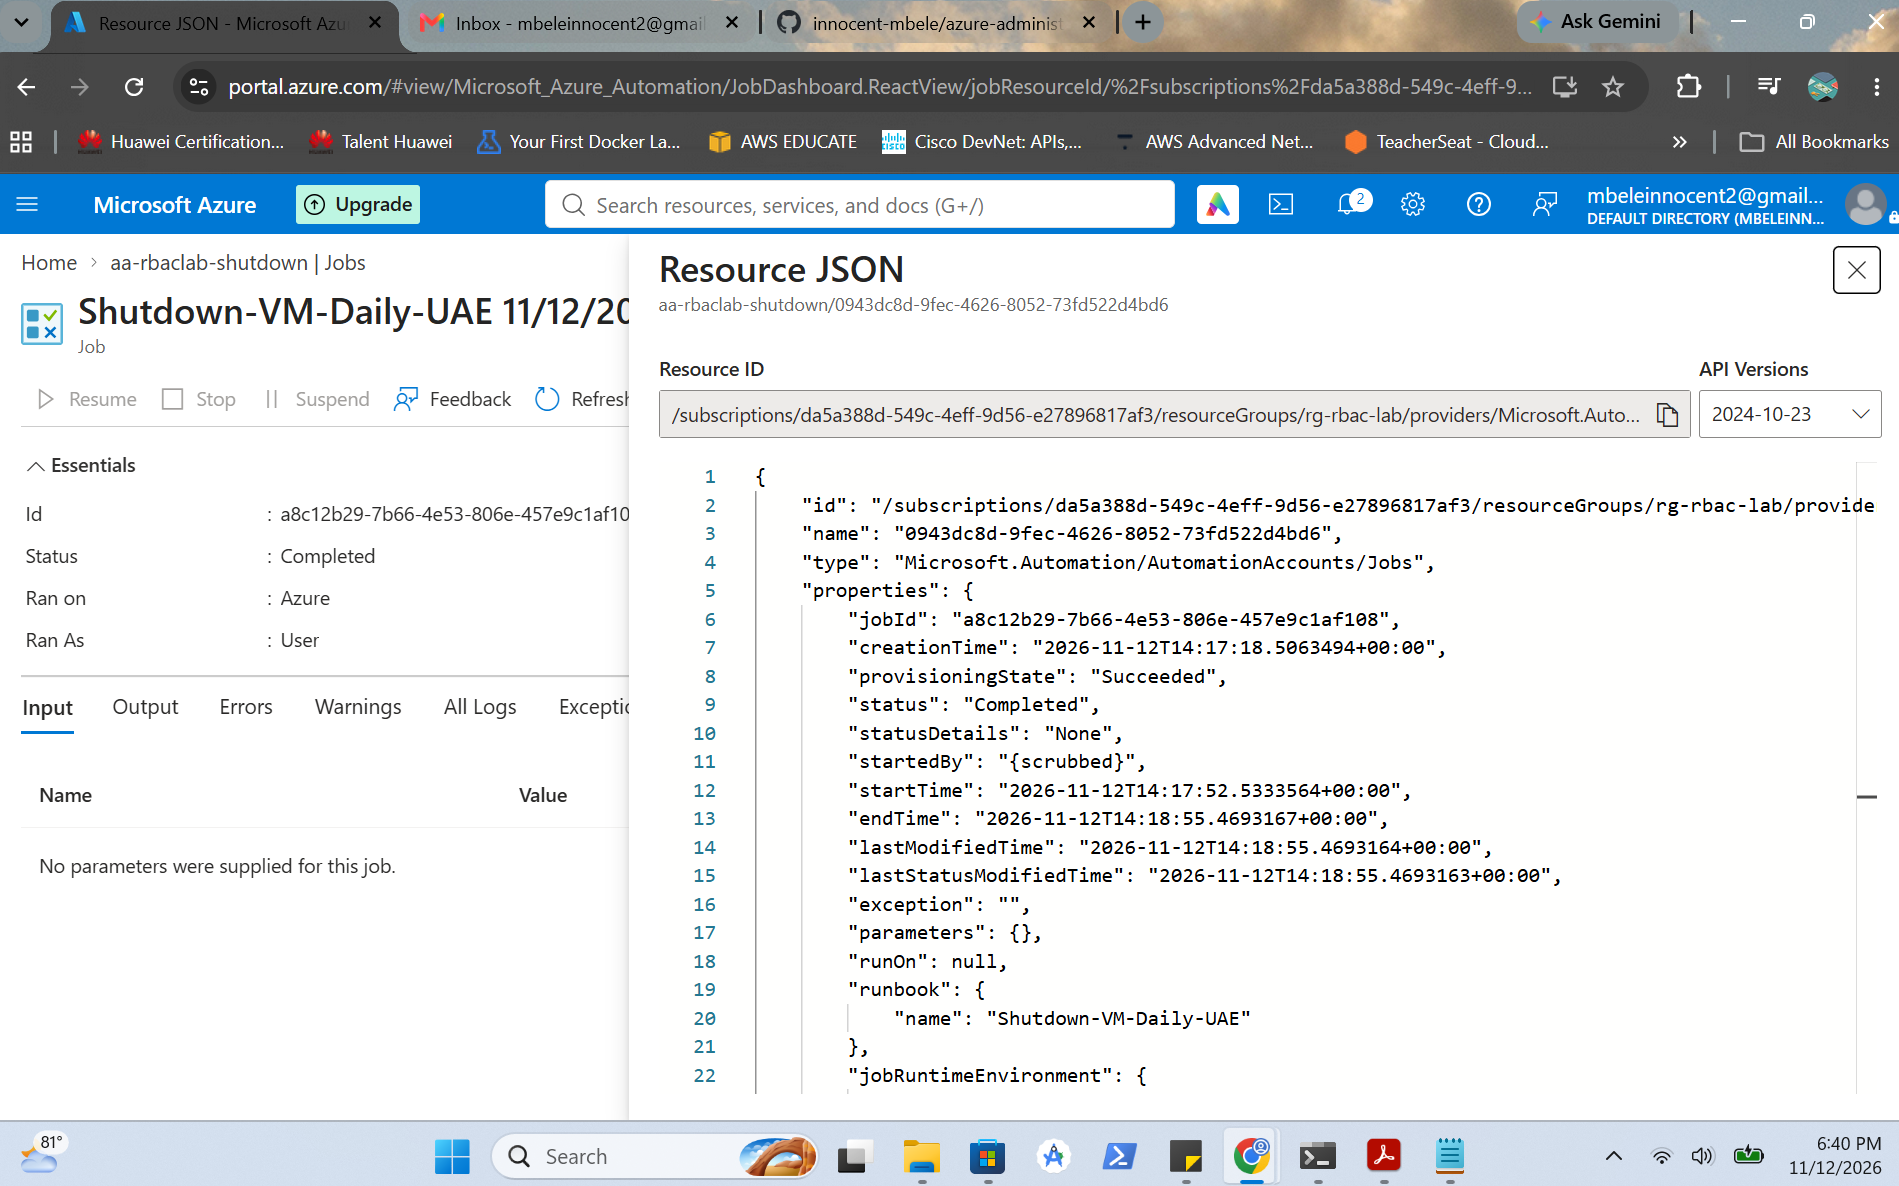 Resource JSON - Microsoft Azu
Inbox - mbeleinnocent2@gmail
innocent-mbele/azure-administ
Ask Gemini
portal.azure.com/#view/Microsoft_Azure_Automation/JobDashboard.ReactView/jobResourceId/%2Fsubscriptions%2Fda5a388d-549c-4eff-9...
Huawei Certification...
Talent Huawei
Your First Docker La...
AWS EDUCATE
Cisco DevNet: APIs,...
AWS Advanced Net...
TeacherSeat - Cloud...
All Bookmarks
Microsoft Azure
Upgrade
Search resources, services, and docs (G+/)
2
mbeleinnocent2@gmail...
DEFAULT DIRECTORY (MBELEINN...
Home > aa-rbaclab-shutdown | Jobs
Shutdown-VM-Daily-UAE 11/12/20
Job
Resume
Stop
Suspend
Feedback
Refresh
Essentials
Id : a8c12b29-7b66-4e53-806e-457e9c1af10
Status : Completed
Ran on : Azure
Ran As : User
Input
Output
Errors
Warnings
All Logs
Exceptio
Name
Value
No parameters were supplied for this job.
Resource JSON
aa-rbaclab-shutdown/0943dc8d-9fec-4626-8052-73fd522d4bd6
Resource ID
/subscriptions/da5a388d-549c-4eff-9d56-e27896817af3/resourceGroups/rg-rbac-lab/providers/Microsoft.Auto...
API Versions
2024-10-23
1 {
2 "id": "/subscriptions/da5a388d-549c-4eff-9d56-e27896817af3/resourceGroups/rg-rbac-lab/provide
3 "name": "0943dc8d-9fec-4626-8052-73fd522d4bd6",
4 "type": "Microsoft.Automation/AutomationAccounts/Jobs",
5 "properties": {
6 "jobId": "a8c12b29-7b66-4e53-806e-457e9c1af108",
7 "creationTime": "2026-11-12T14:17:18.5063494+00:00",
8 "provisioningState": "Succeeded",
9 "status": "Completed",
10 "statusDetails": "None",
11 "startedBy": "{scrubbed}",
12 "startTime": "2026-11-12T14:17:52.5333564+00:00",
13 "endTime": "2026-11-12T14:18:55.4693167+00:00",
14 "lastModifiedTime": "2026-11-12T14:18:55.4693164+00:00",
15 "lastStatusModifiedTime": "2026-11-12T14:18:55.4693163+00:00",
16 "exception": "",
17 "parameters": {},
18 "runOn": null,
19 "runbook": {
20 "name": "Shutdown-VM-Daily-UAE"
21 },
22 "jobRuntimeEnvironment": {
81°
Search
6:40 PM
11/12/2026